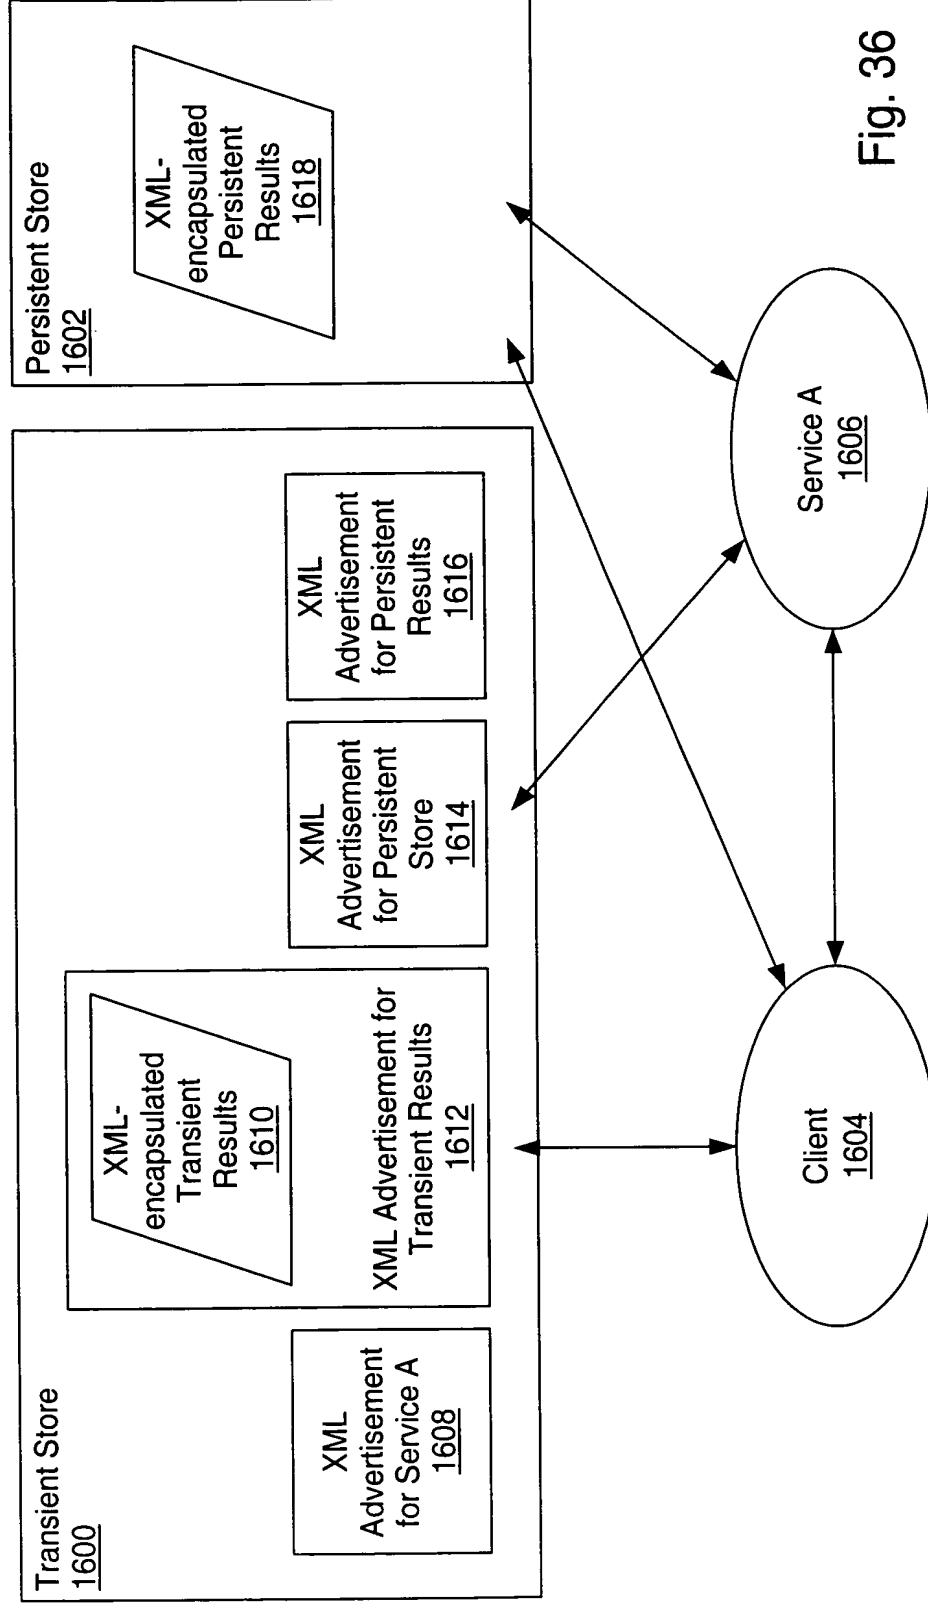 Transient Store
1600
XML
Advertisement
for Service A
1608
XML-
encapsulated
Transient
Results
1610
XML Advertisement for
Transient Results
1612
XML
Advertisement
for Persistent
Store
1614
XML
Advertisement
for Persistent
Results
1616
Persistent Store
1602
XML-
encapsulated
Persistent
Results
1618
Client
1604
Service A
1606
Fig. 36